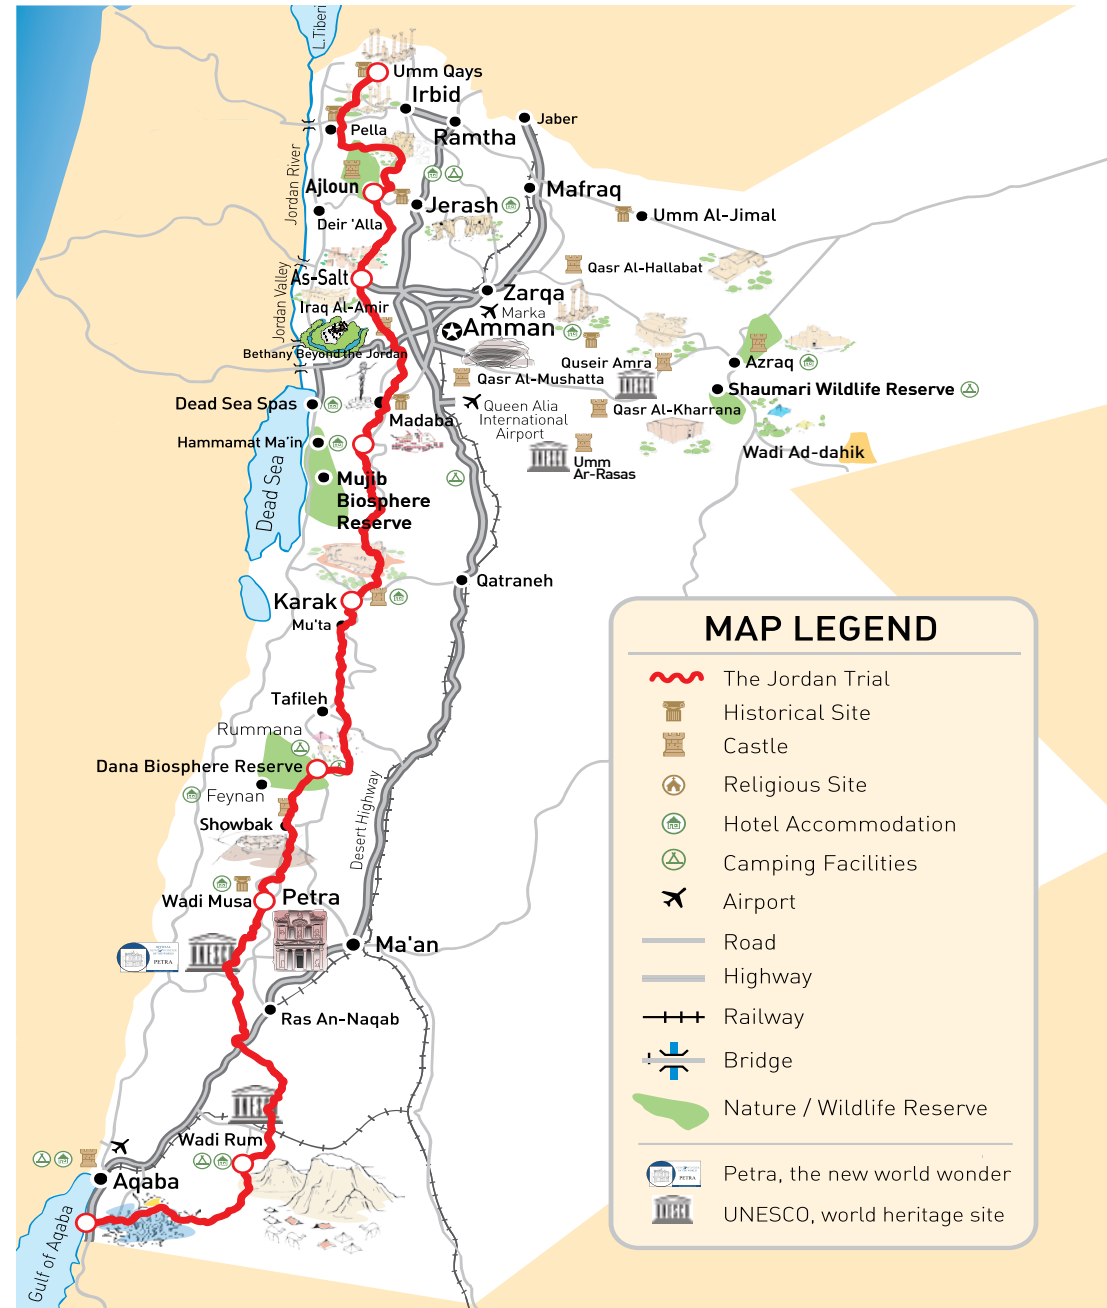 L.Tiberi
Umm Qays
Irbid
Jaber
Pella
Ramtha
Jordan River
Ajloun
Mafraq
Jerash
Umm Al-Jimal
Deir 'Alla
Jordan Valley
As-Salt
Qasr Al-Hallabat
Zarqa
Iraq Al-Amir
Marka
Amman
Bethany Beyond the Jordan
Quseir Amra
Azraq
Qasr Al-Mushatta
Shaumari Wildlife Reserve
Dead Sea Spas
Queen Alia
International
Airport
Qasr Al-Kharrana
Madaba
Hammamat Ma'in
Wadi Ad-dahik
Umm
Ar-Rasas
Dead Sea
Mujib
Biosphere
Reserve
Qatraneh
Karak
Mu'ta
Tafileh
Rummana
Dana Biosphere Reserve
Feynan
Desert Highway
Showbak
Wadi Musa
Petra
PETRA
Ma'an
Ras An-Naqab
Wadi Rum
Aqaba
Gulf of Aqaba
MAP LEGEND
The Jordan Trial
Historical Site
Castle
Religious Site
Hotel Accommodation
Camping Facilities
Airport
Road
Highway
Railway
Bridge
Nature / Wildlife Reserve
PETRA
Petra, the new world wonder
UNESCO, world heritage site